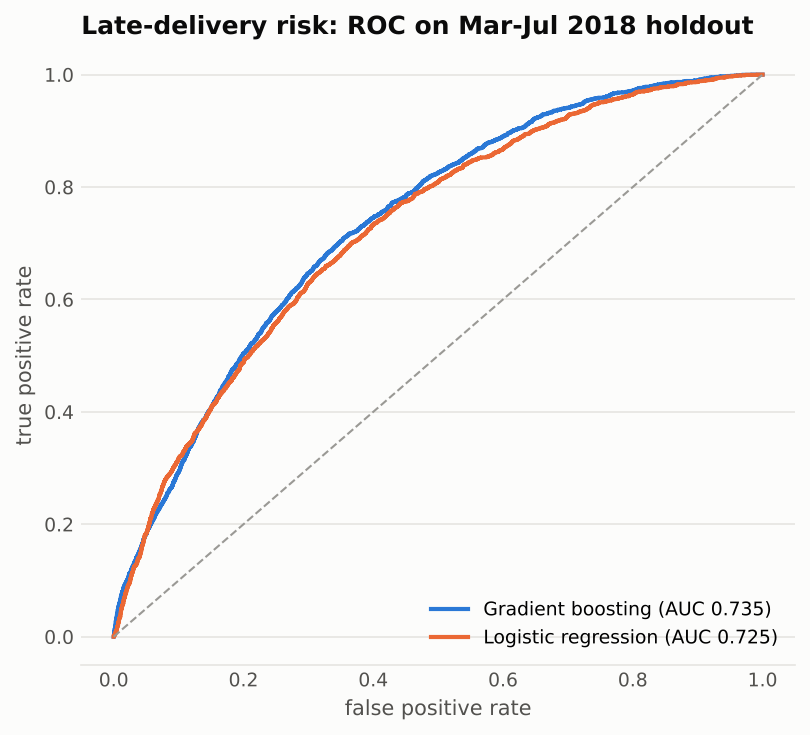 Late-delivery risk: ROC on Mar-Jul 2018 holdout
true positive rate
1.0
0.8
0.6
0.4
0.2
0.0
Gradient boosting (AUC 0.735)
Logistic regression (AUC 0.725)
0.0 0.2 0.4 0.6 0.8 1.0
false positive rate